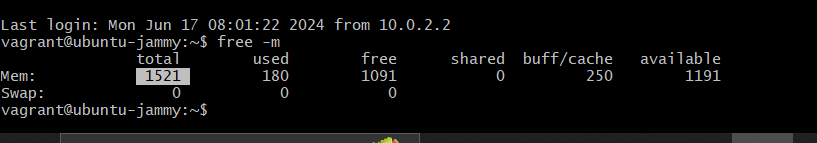 Last login: Mon Jun 17 08:01:22 2024 from 10.0.2.2
vagrant@ubuntu-jammy:~$ free -m
total used free shared buff/cache available
Mem: 1521 180 1091 0 250 1191
Swap: 0 0 0
vagrant@ubuntu-jammy:~$